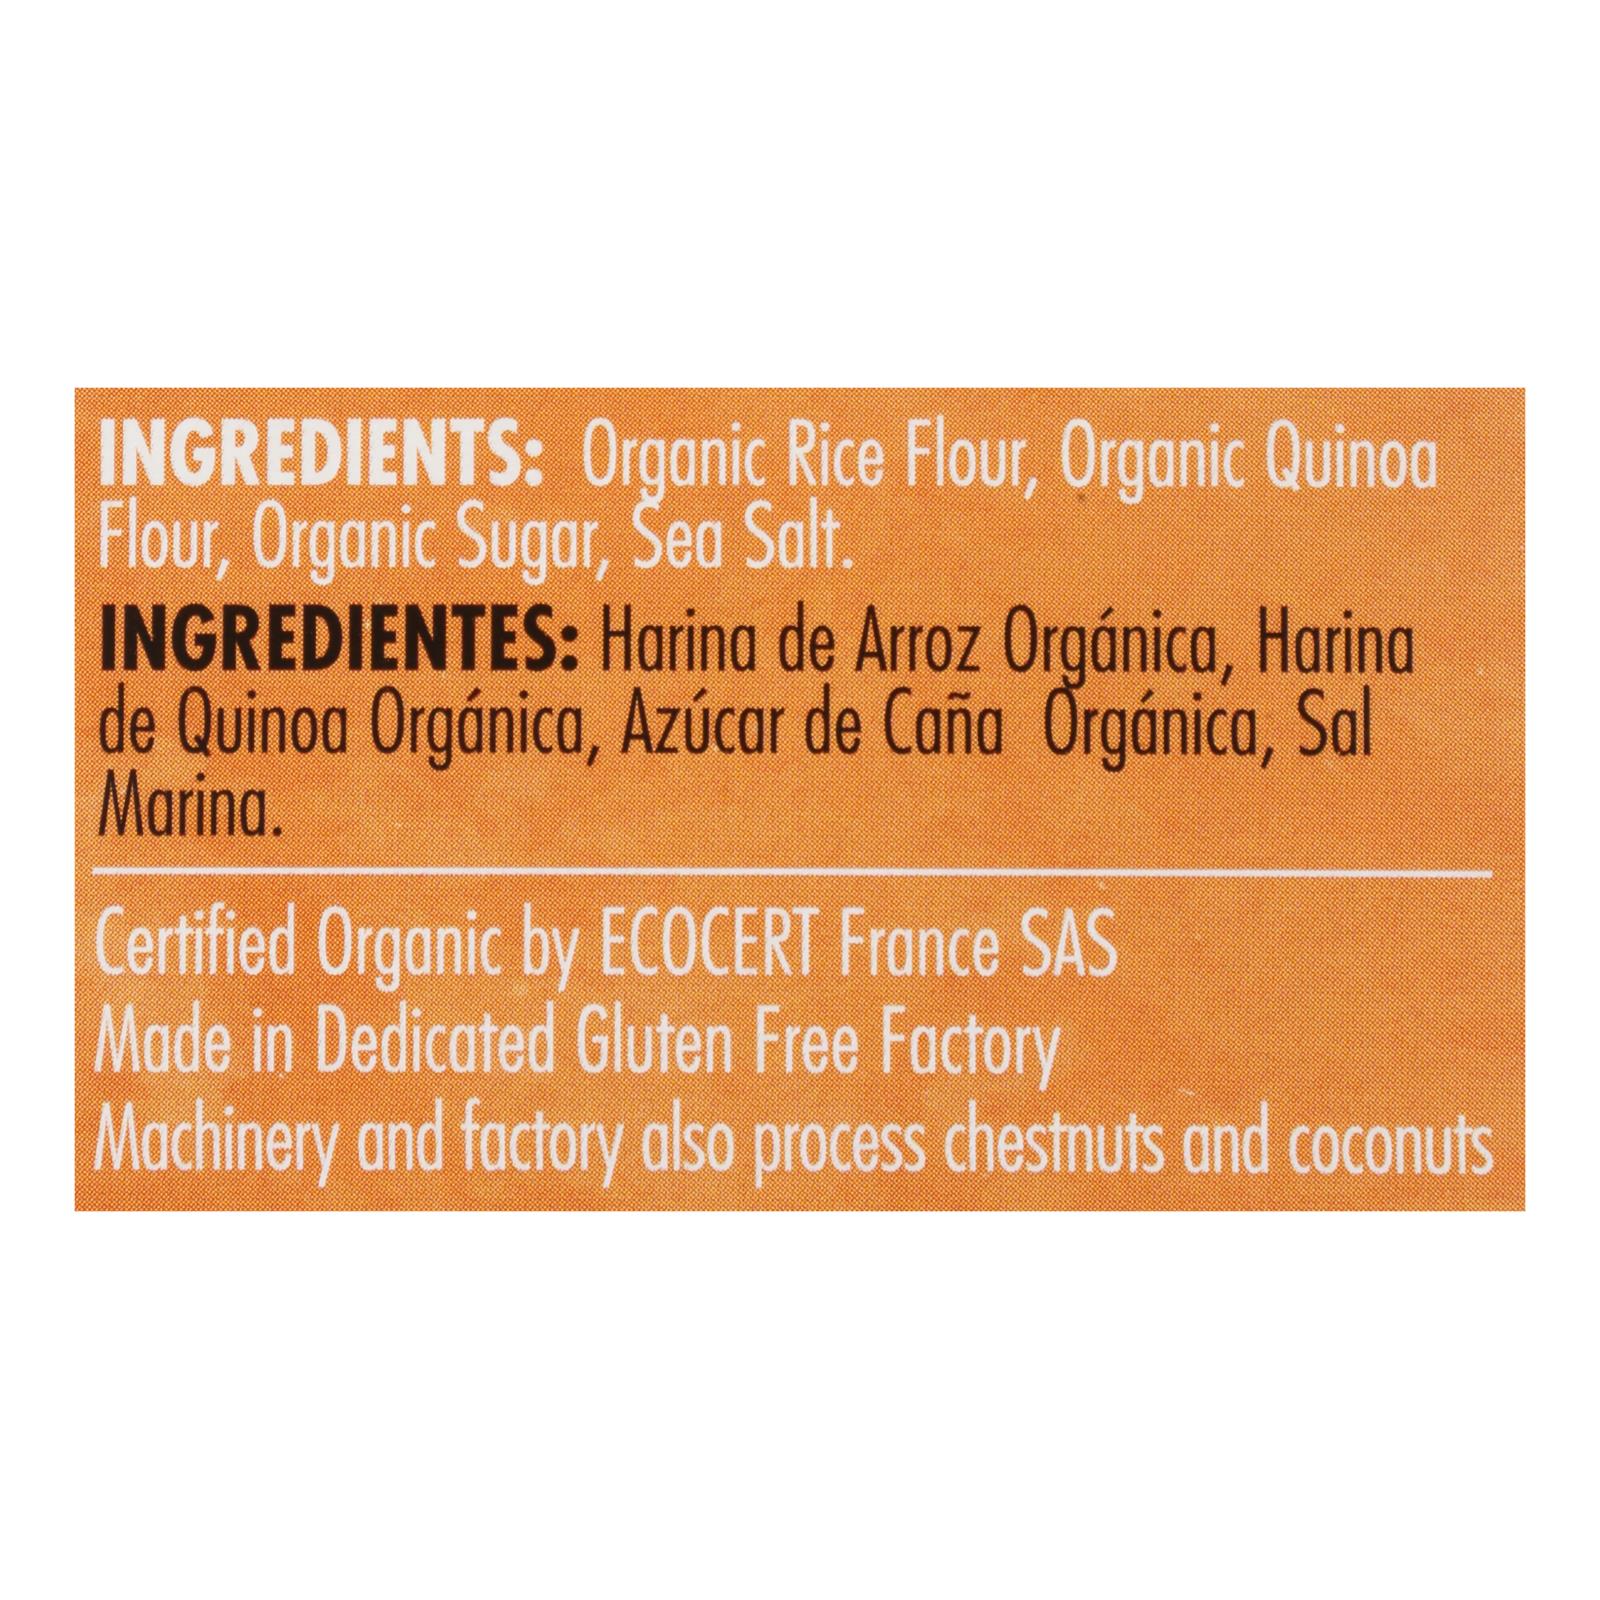 INGREDIENTS: Organic Rice Flour, Organic Quinoa
Flour, Organic Sugar, Sea Salt.
INGREDIENTES: Harina de Arroz Orgánica, Harina
de Quinoa Orgánica, Azúcar de Caña Orgánica, Sal
Marina.
Certified Organic by ECOCERT France SAS
Made in Dedicated Gluten Free Factory
Machinery and factory also process chestnuts and coconuts